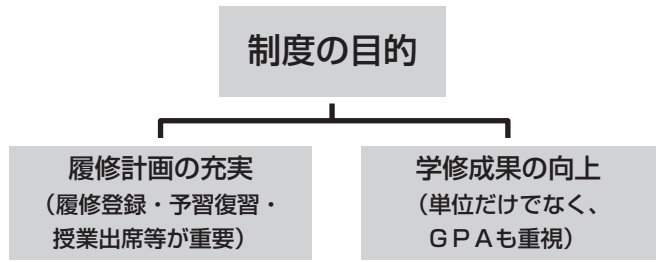 制度の目的
履修計画の充実
（履修登録・予習復習・
授業出席等が重要）
学修成果の向上
（単位だけでなく、
ＧＰＡも重視）